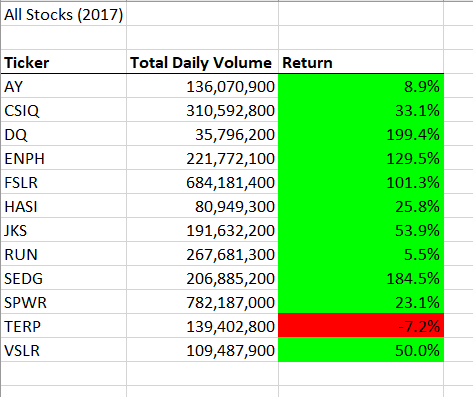 All Stocks (2017)
Ticker Total Daily Volume Return
AY 136,070,900 8.9%
CSIQ 310,592,800 33.1%
DQ 35,796,200 199.4%
ENPH 221,772,100 129.5%
FSLR 684,181,400 101.3%
HASI 80,949,300 25.8%
JKS 191,632,200 53.9%
RUN 267,681,300 5.5%
SEDG 206,885,200 184.5%
SPWR 782,187,000 23.1%
TERP 139,402,800 -7.2%
VSLR 109,487,900 50.0%